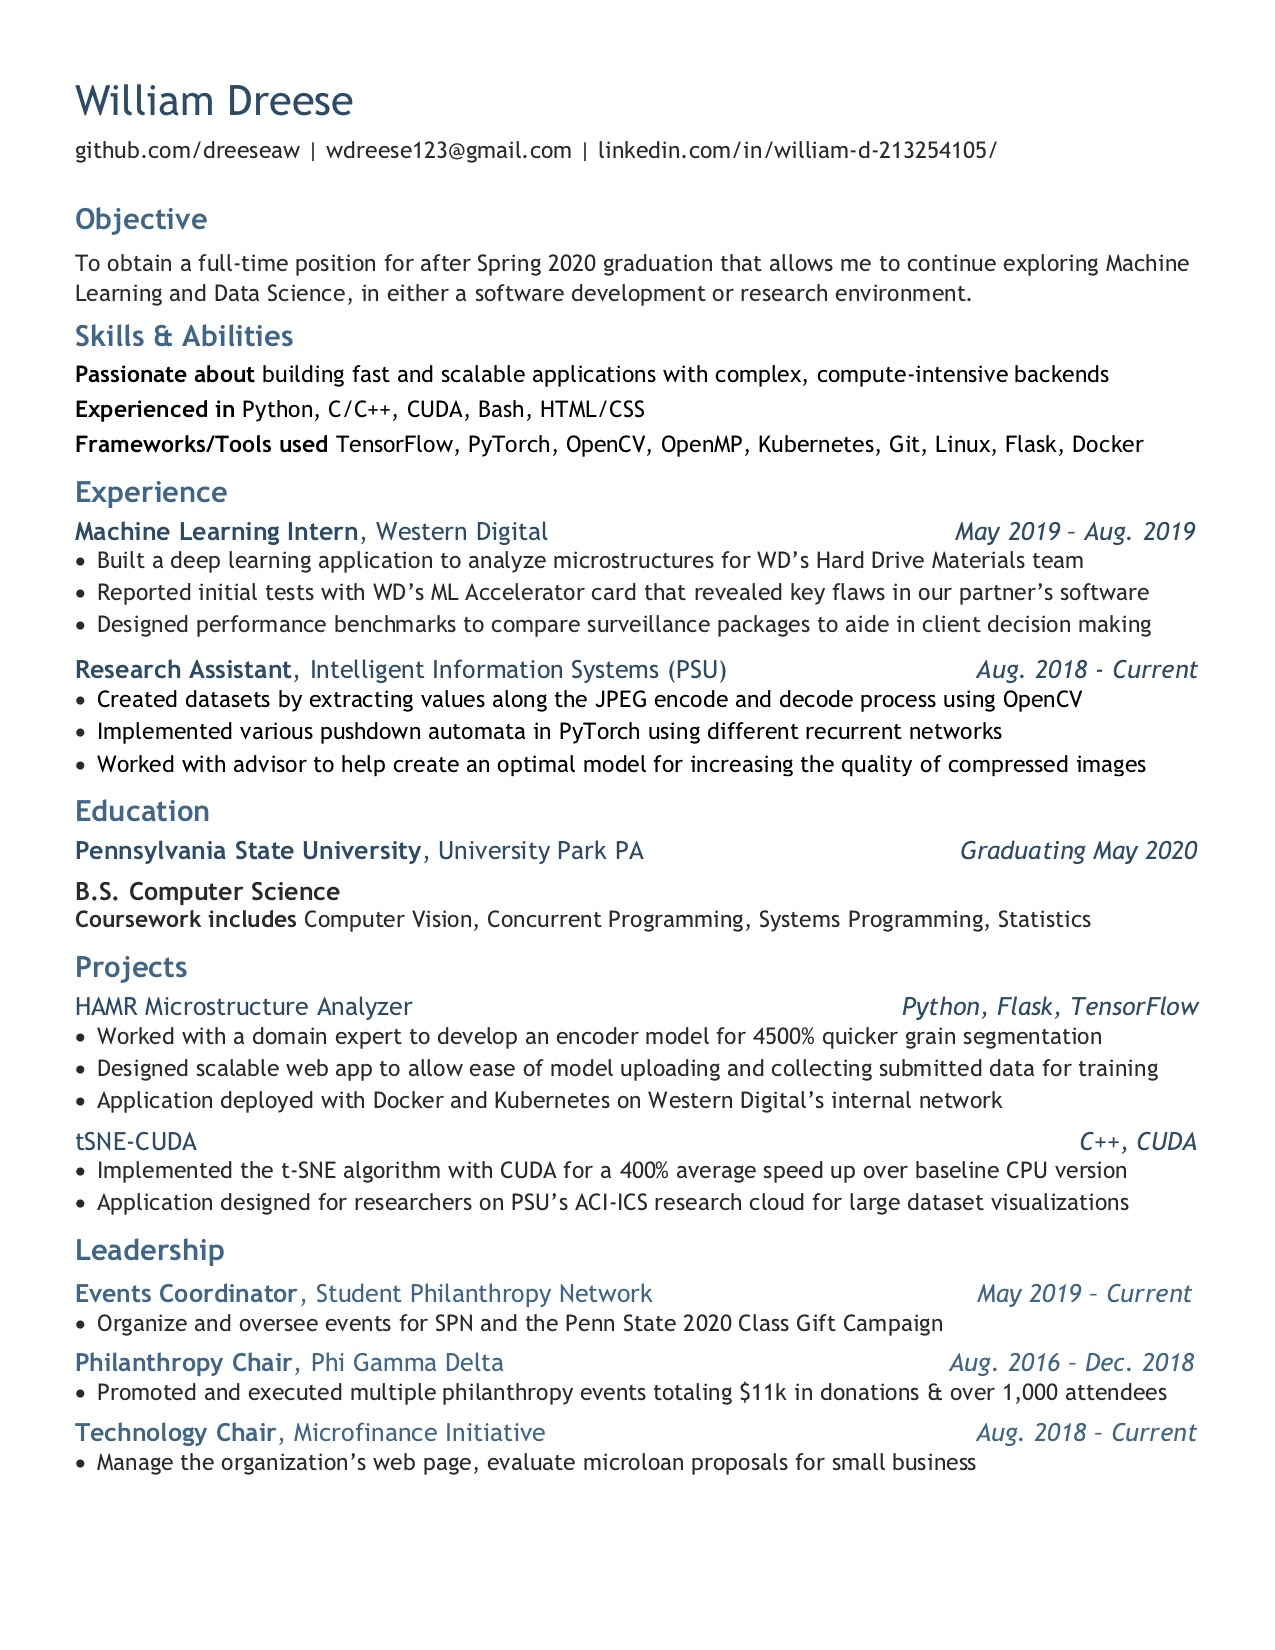 William Dreese
github.com/dreeseaw | wdreese123@gmail.com | linkedin.com/in/william-d-213254105/
Objective
To obtain a full-time position for after Spring 2020 graduation that allows me to continue exploring Machine
Learning and Data Science, in either a software development or research environment.
Skills & Abilities
Passionate about building fast and scalable applications with complex, compute-intensive backends
Experienced in Python, C/C++, CUDA, Bash, HTML/CSS
Frameworks/Tools used TensorFlow, PyTorch, OpenCV, OpenMP, Kubernetes, Git, Linux, Flask, Docker
Experience
Machine Learning Intern, Western Digital May 2019 – Aug. 2019
• Built a deep learning application to analyze microstructures for WD’s Hard Drive Materials team
• Reported initial tests with WD’s ML Accelerator card that revealed key flaws in our partner’s software
• Designed performance benchmarks to compare surveillance packages to aide in client decision making
Research Assistant, Intelligent Information Systems (PSU) Aug. 2018 - Current
• Created datasets by extracting values along the JPEG encode and decode process using OpenCV
• Implemented various pushdown automata in PyTorch using different recurrent networks
• Worked with advisor to help create an optimal model for increasing the quality of compressed images
Education
Pennsylvania State University, University Park PA Graduating May 2020
B.S. Computer Science
Coursework includes Computer Vision, Concurrent Programming, Systems Programming, Statistics
Projects
HAMR Microstructure Analyzer Python, Flask, TensorFlow
• Worked with a domain expert to develop an encoder model for 4500% quicker grain segmentation
• Designed scalable web app to allow ease of model uploading and collecting submitted data for training
• Application deployed with Docker and Kubernetes on Western Digital’s internal network
tSNE-CUDA C++, CUDA
• Implemented the t-SNE algorithm with CUDA for a 400% average speed up over baseline CPU version
• Application designed for researchers on PSU’s ACI-ICS research cloud for large dataset visualizations
Leadership
Events Coordinator, Student Philanthropy Network May 2019 – Current
• Organize and oversee events for SPN and the Penn State 2020 Class Gift Campaign
Philanthropy Chair, Phi Gamma Delta Aug. 2016 – Dec. 2018
• Promoted and executed multiple philanthropy events totaling $11k in donations & over 1,000 attendees
Technology Chair, Microfinance Initiative Aug. 2018 – Current
• Manage the organization’s web page, evaluate microloan proposals for small business